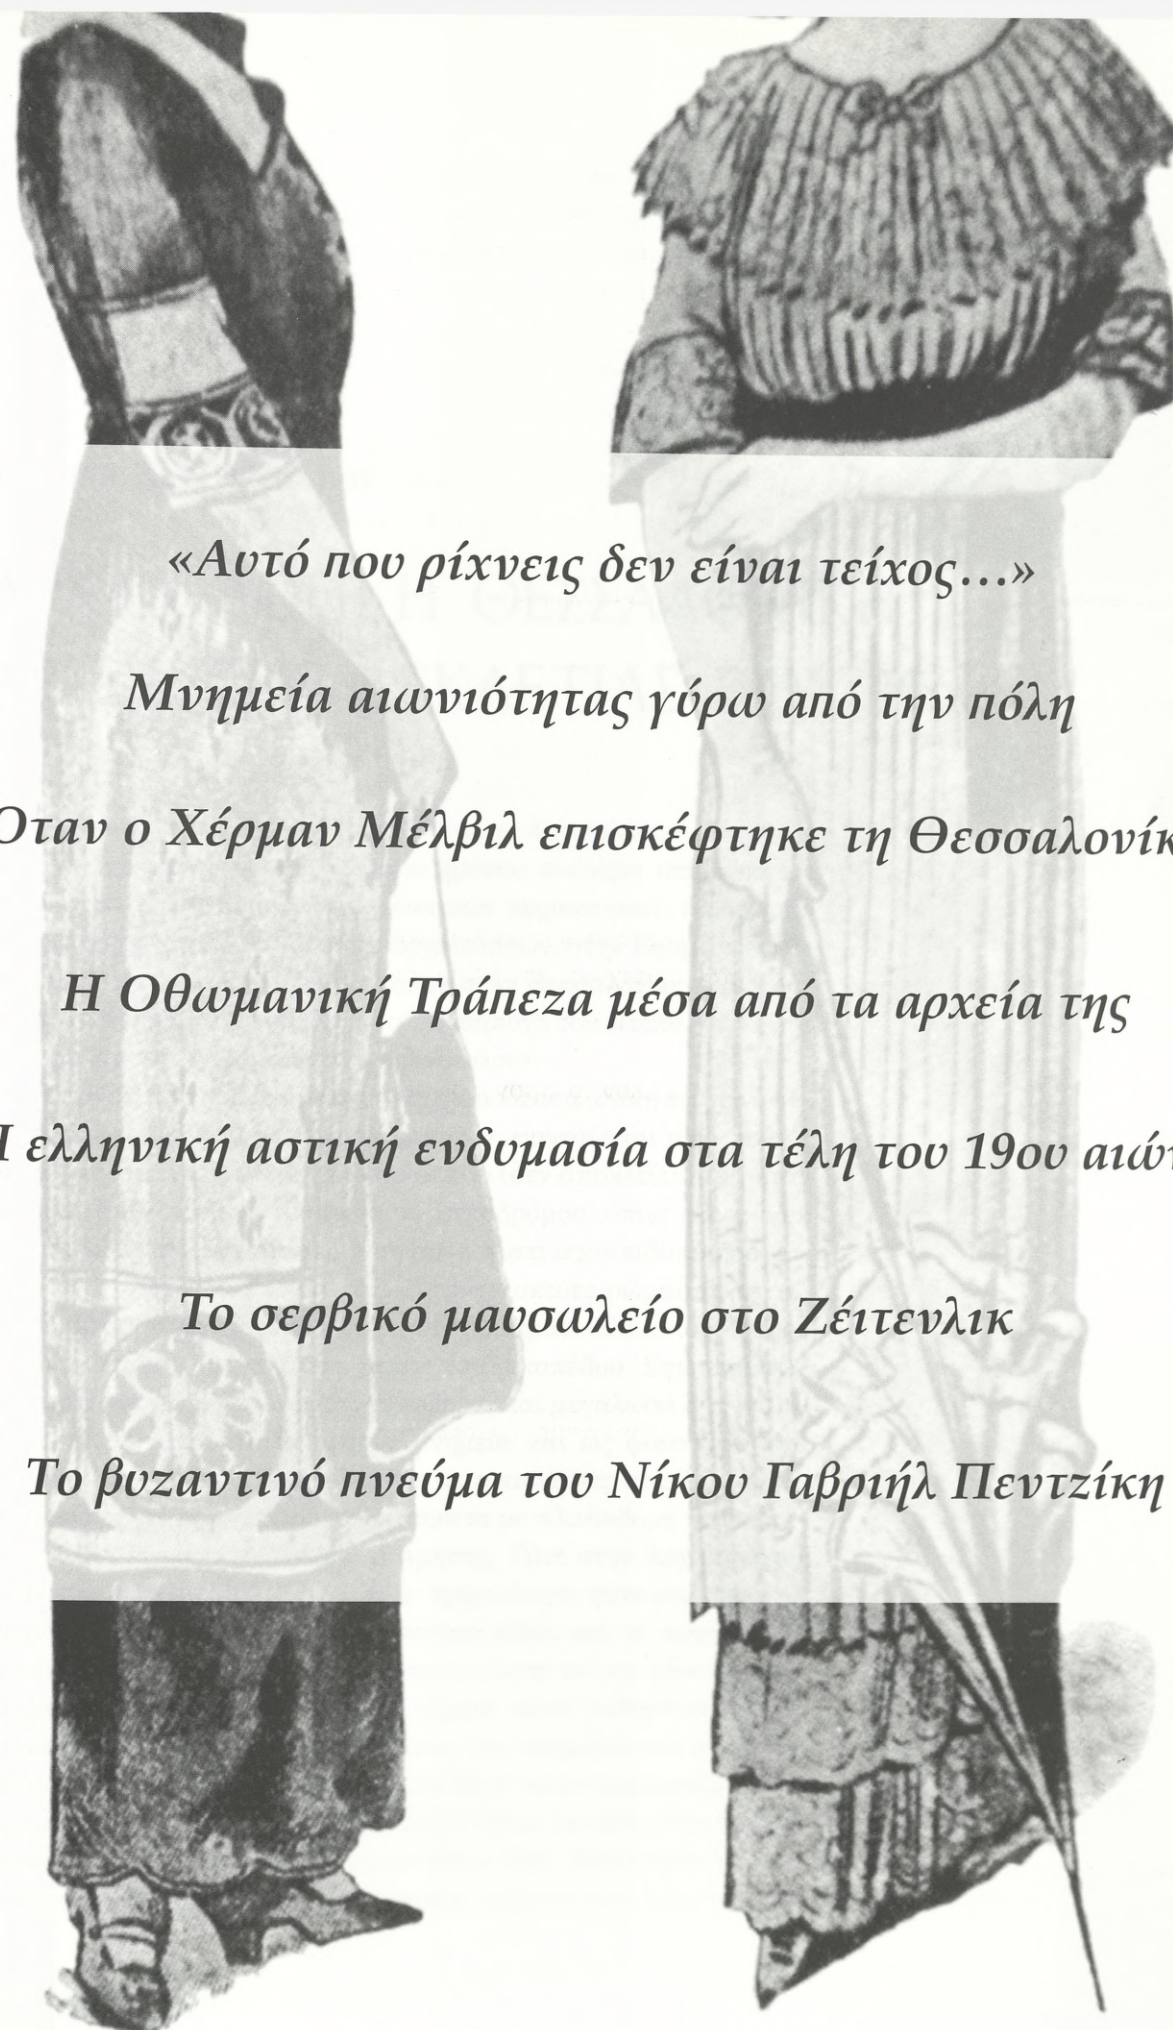 «Αυτό που ρίχνεις δεν είναι τείχος...»
Μνημεία αιωνιότητας γύρω από την πόλη
Όταν ο Χέρμαν Μέλβιλ επισκέφτηκε τη Θεσσαλονίκ
Η Οθωμανική Τράπεζα μέσα από τα αρχεία της
Η ελληνική αστική ενδυμασία στα τέλη του 19ου αιών
Το σερβικό μαυσωλείο στο Ζέιτενλικ
Το βυζαντινό πνεύμα του Νίκου Γαβριήλ Πεντζίκη